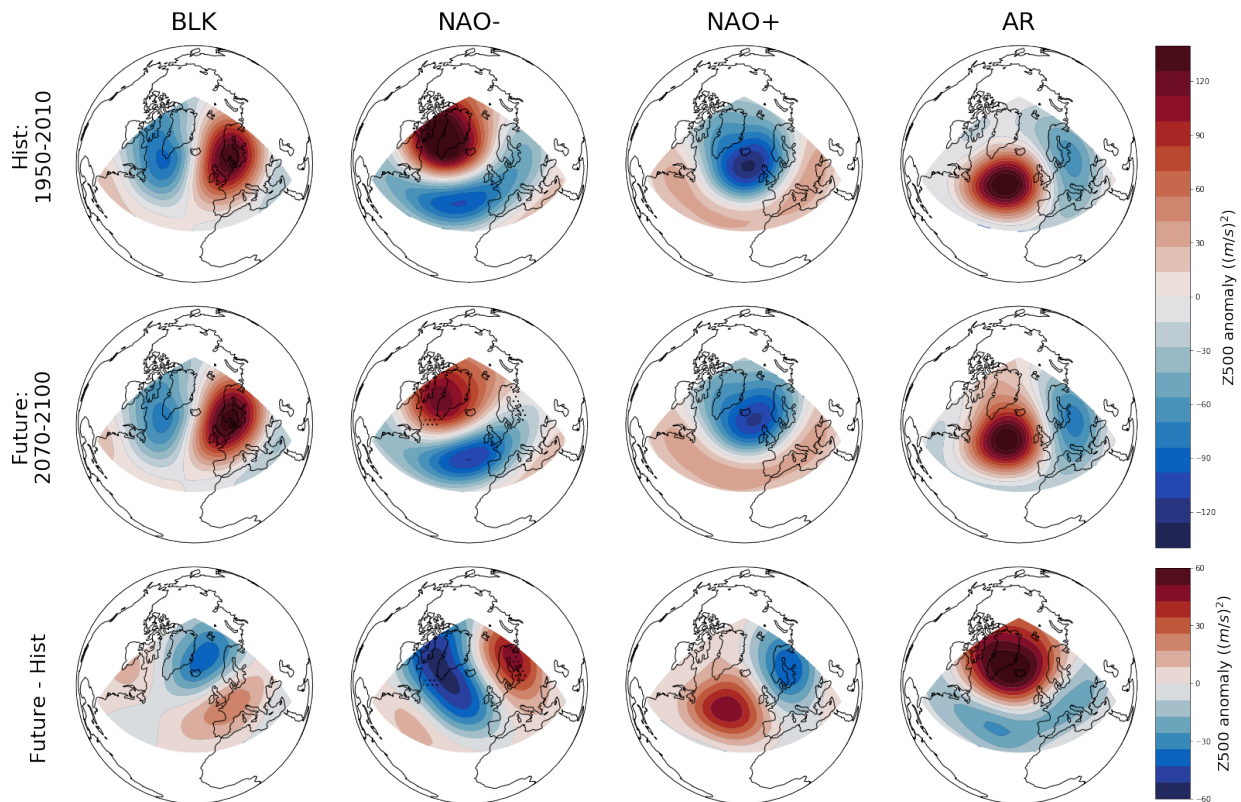 BLK NAO- NAO+ AR
Hist:
1950-2010
Future:
2070-2100
Future - Hist
120
90
60
30
0
−30
−60
−90
−120
Z500 anomaly ((m/s)²)
60
30
0
−30
−60
Z500 anomaly ((m/s)²)